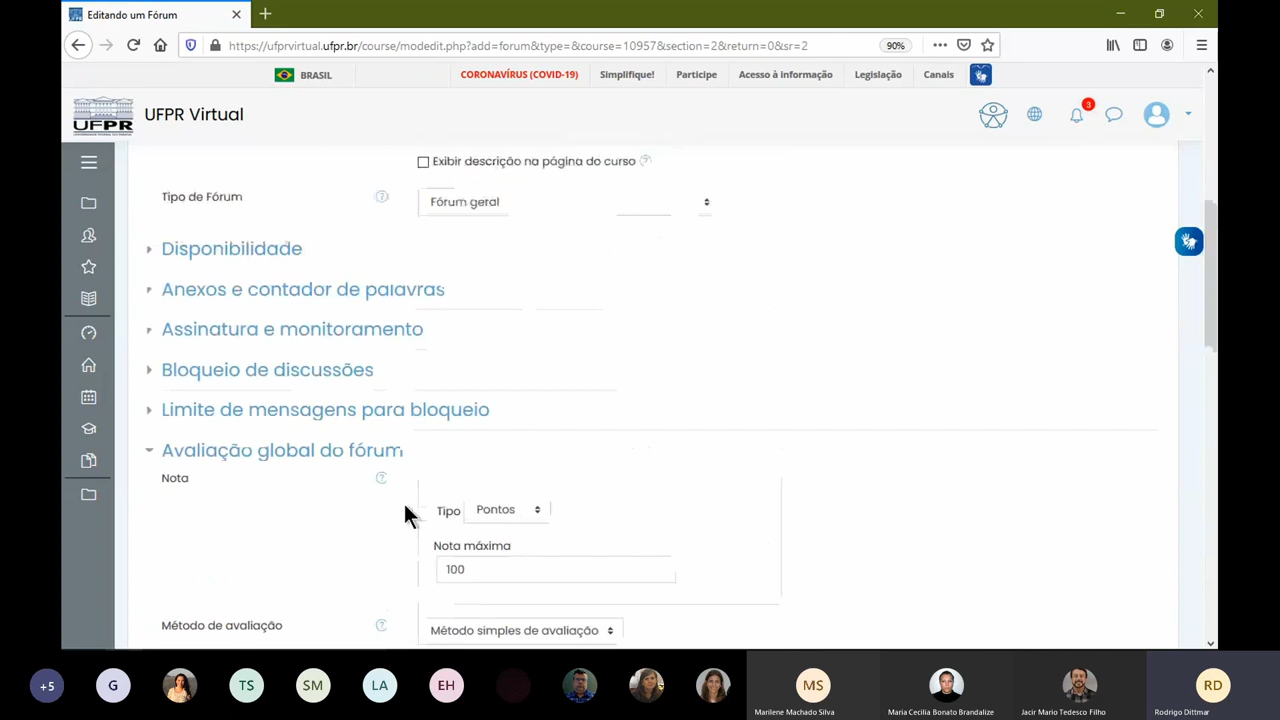 Editando um Fórum
https://ufprvirtual.ufpr.br/course/modedit.php?add=forum&type=&course=10957&section=2&return=0&sr=2
90%
BRASIL
CORONAVÍRUS (COVID-19)
Simplifique!
Participe
Acesso à informação
Legislação
Canais
UFPR
UFPR Virtual
3
Exibir descrição na página do curso
Tipo de Fórum
Fórum geral
Disponibilidade
Anexos e contador de palavras
Assinatura e monitoramento
Bloqueio de discussões
Limite de mensagens para bloqueio
Avaliação global do fórum
Nota
Tipo
Pontos
Nota máxima
100
Método de avaliação
Método simples de avaliação
+5
G
TS
SM
LA
EH
MS
RD
Marilene Machado Silva
Maria Cecilia Bonato Brandalize
Jacir Mario Tedesco Filho
Rodrigo Dittmar